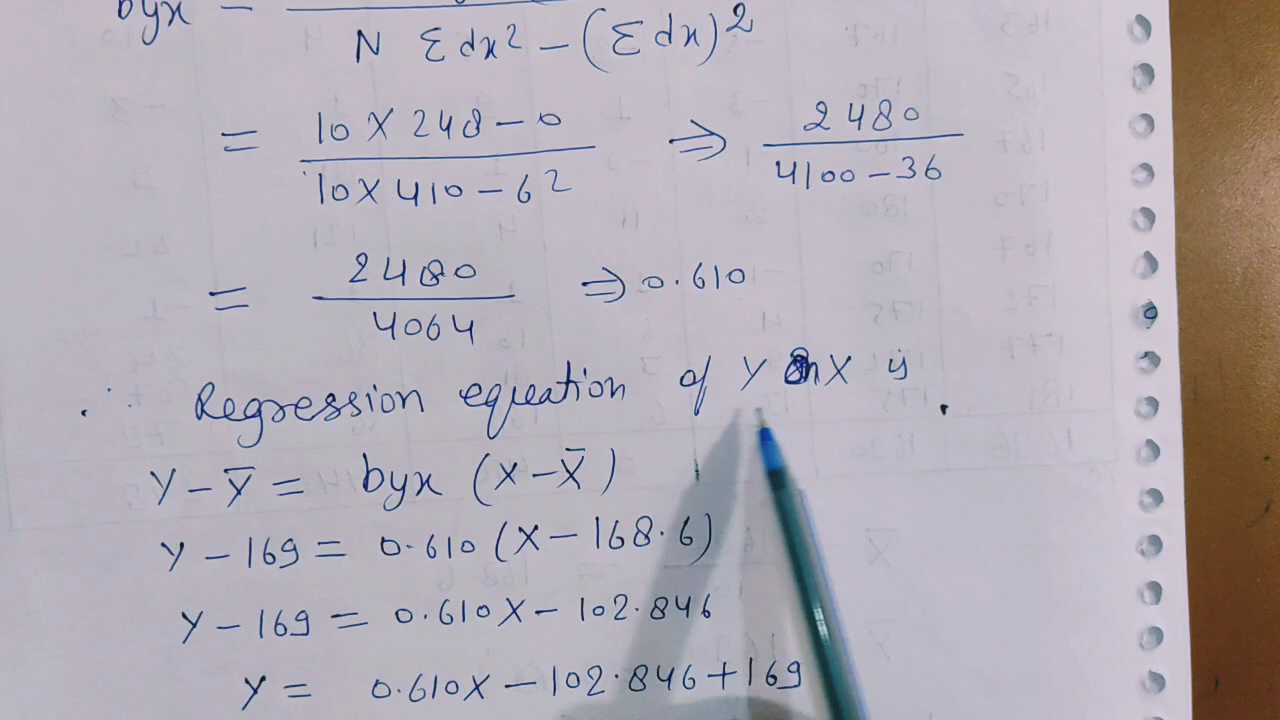 byx =
N Σdx² – (Σdx)²
= 10 X 248 – 0 / 10 X 410 – 6² ⇒ 2480 / 4100 – 36
= 2480 / 4064 ⇒ 0.610
∴ Regression equation of Y on X is
Y – Y̅ = byx (X – X̅)
Y – 169 = 0.610 (X – 168.6)
Y – 169 = 0.610X – 102.846
Y = 0.610X – 102.846 + 169